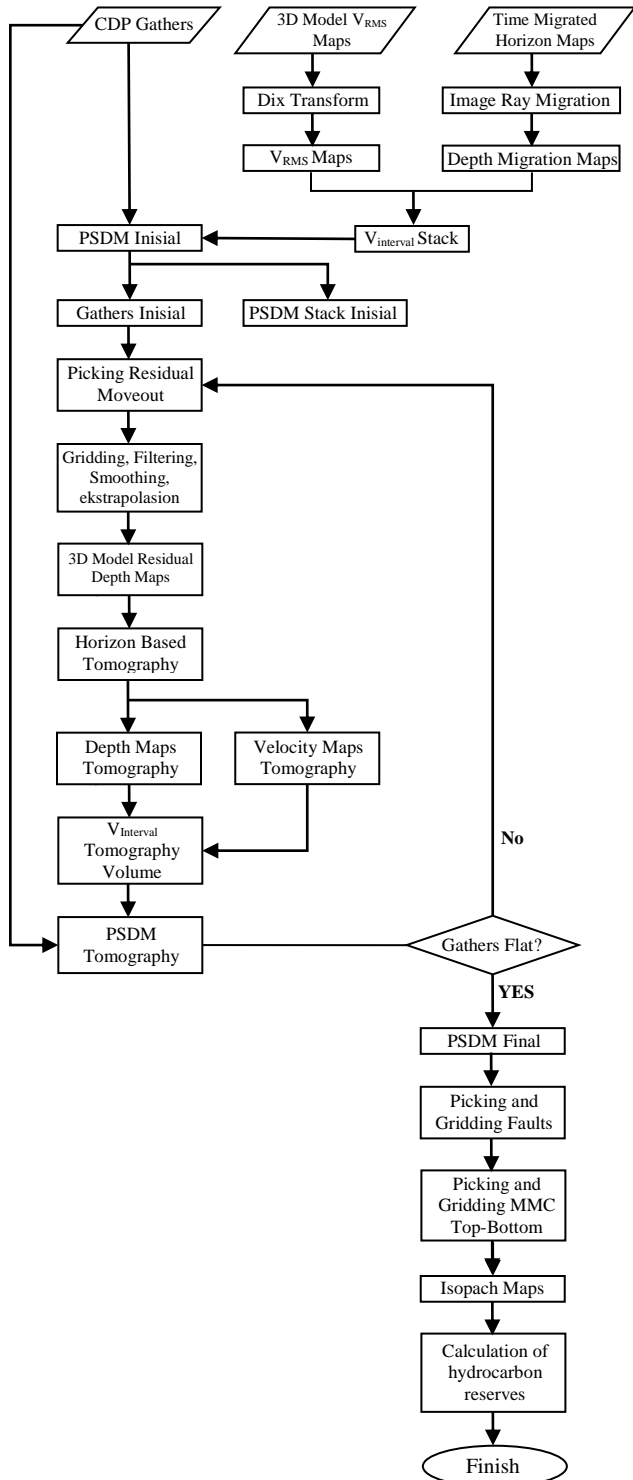 CDP Gathers
3D Model VRMS
Maps
Time Migrated
Horizon Maps
Dix Transform
Image Ray Migration
VRMS Maps
Depth Migration Maps
PSDM Inisial
Vinterval Stack
Gathers Inisial
PSDM Stack Inisial
Picking Residual
Moveout
Gridding, Filtering,
Smoothing,
ekstrapolasion
3D Model Residual
Depth Maps
Horizon Based
Tomography
Depth Maps
Tomography
Velocity Maps
Tomography
VInterval
Tomography
Volume
No
PSDM
Tomography
Gathers Flat?
YES
PSDM Final
Picking and
Gridding Faults
Picking and
Gridding MMC
Top-Bottom
Isopach Maps
Calculation of
hydrocarbon
reserves
Finish